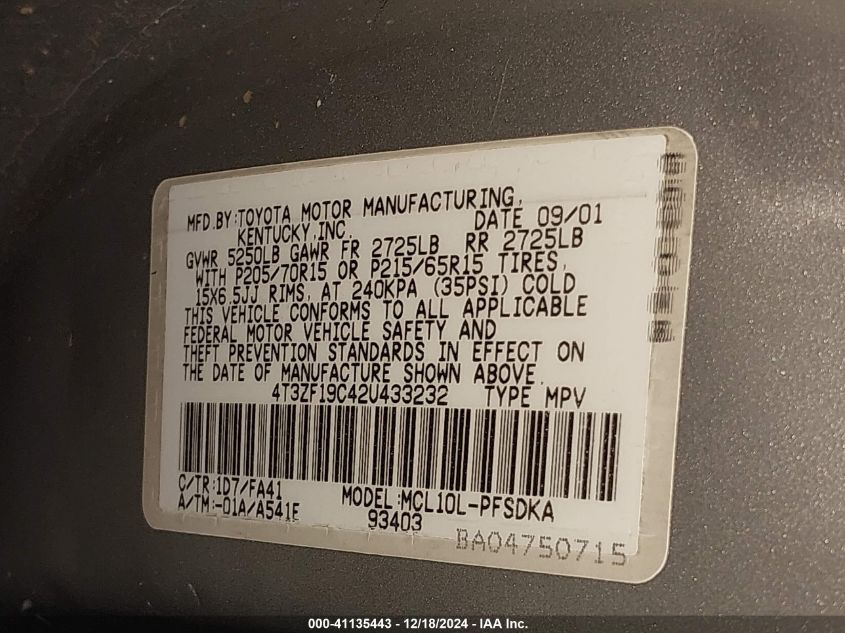 MFD.BY:TOYOTA MOTOR MANUFACTURING,
KENTUCKY,INC. DATE 09/01
GVWR 5250LB GAWR FR 2725LB RR 2725LB
WITH P205/70R15 OR P215/65R15 TIRES,
15X6.5JJ RIMS, AT 240KPA (35PSI) COLD
THIS VEHICLE CONFORMS TO ALL APPLICABLE
FEDERAL MOTOR VEHICLE SAFETY AND
THEFT PREVENTION STANDARDS IN EFFECT ON
THE DATE OF MANUFACTURE SHOWN ABOVE.
4T3ZF19C42U433232 TYPE MPV
C/TR:1D7/FA41
A/TM:-01A/A541E MODEL:MCL10L-PFSDKA
93403
BA04750715
000-41135443 - 12/18/2024 - IAA Inc.